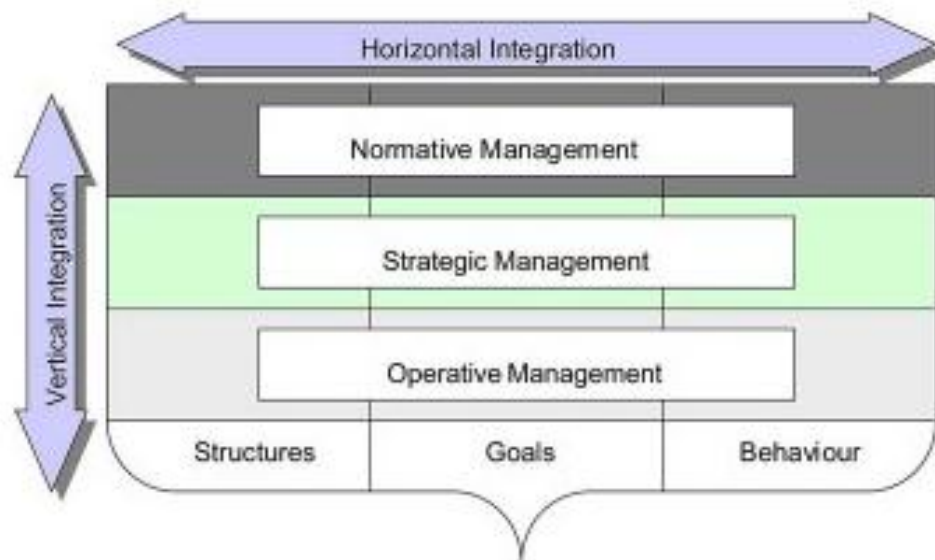 Horizontal Integration
Vertical Integration
Normative Management
Strategic Management
Operative Management
Structures
Goals
Behaviour